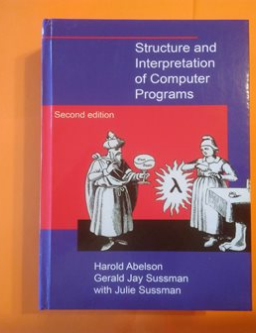 Structure and
Interpretation
of Computer
Programs
Second edition
λ
Harold Abelson
Gerald Jay Sussman
with Julie Sussman